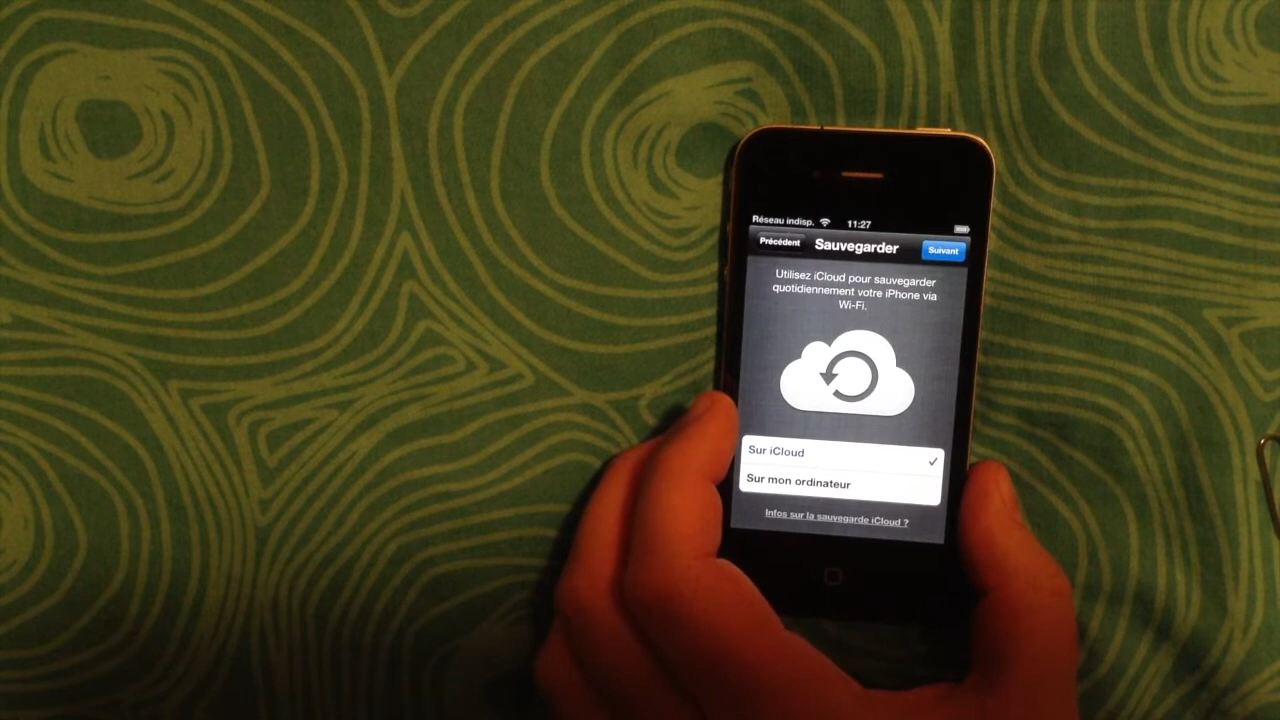 Réseau indisp. 11:27
Précédent Sauvegarder Suivant
Utilisez iCloud pour sauvegarder
quotidiennement votre iPhone via
Wi-Fi.
Sur iCloud
Sur mon ordinateur
Infos sur la sauvegarde iCloud ?